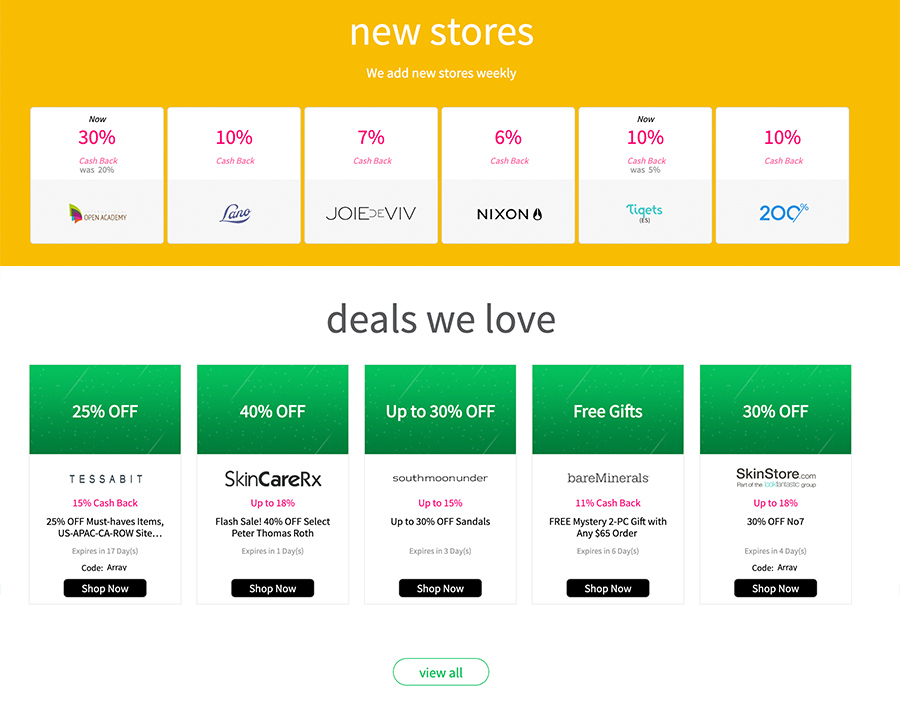 new stores
We add new stores weekly
Now
30%
Cash Back
was 20%
OPEN ACADEMY
10%
Cash Back
Lano
7%
Cash Back
JOIE DE VIV
6%
Cash Back
NIXON
Now
10%
Cash Back
was 5%
Tiqets
(ES)
10%
Cash Back
200%
deals we love
25% OFF
TESSABIT
15% Cash Back
25% OFF Must-haves Items,
US-APAC-CA-ROW Site...
Expires in 17 Day(s)
Code: Array
Shop Now
40% OFF
SkinCareRx
Up to 18%
Flash Sale! 40% OFF Select
Peter Thomas Roth
Expires in 1 Day(s)
Shop Now
Up to 30% OFF
southmoonunder
Up to 15%
Up to 30% OFF Sandals
Expires in 3 Day(s)
Shop Now
Free Gifts
bareMinerals
11% Cash Back
FREE Mystery 2-PC Gift with
Any $65 Order
Expires in 6 Day(s)
Shop Now
30% OFF
SkinStore.com
Part of the lookfantastic group
Up to 18%
30% OFF No7
Expires in 4 Day(s)
Code: Array
Shop Now
view all